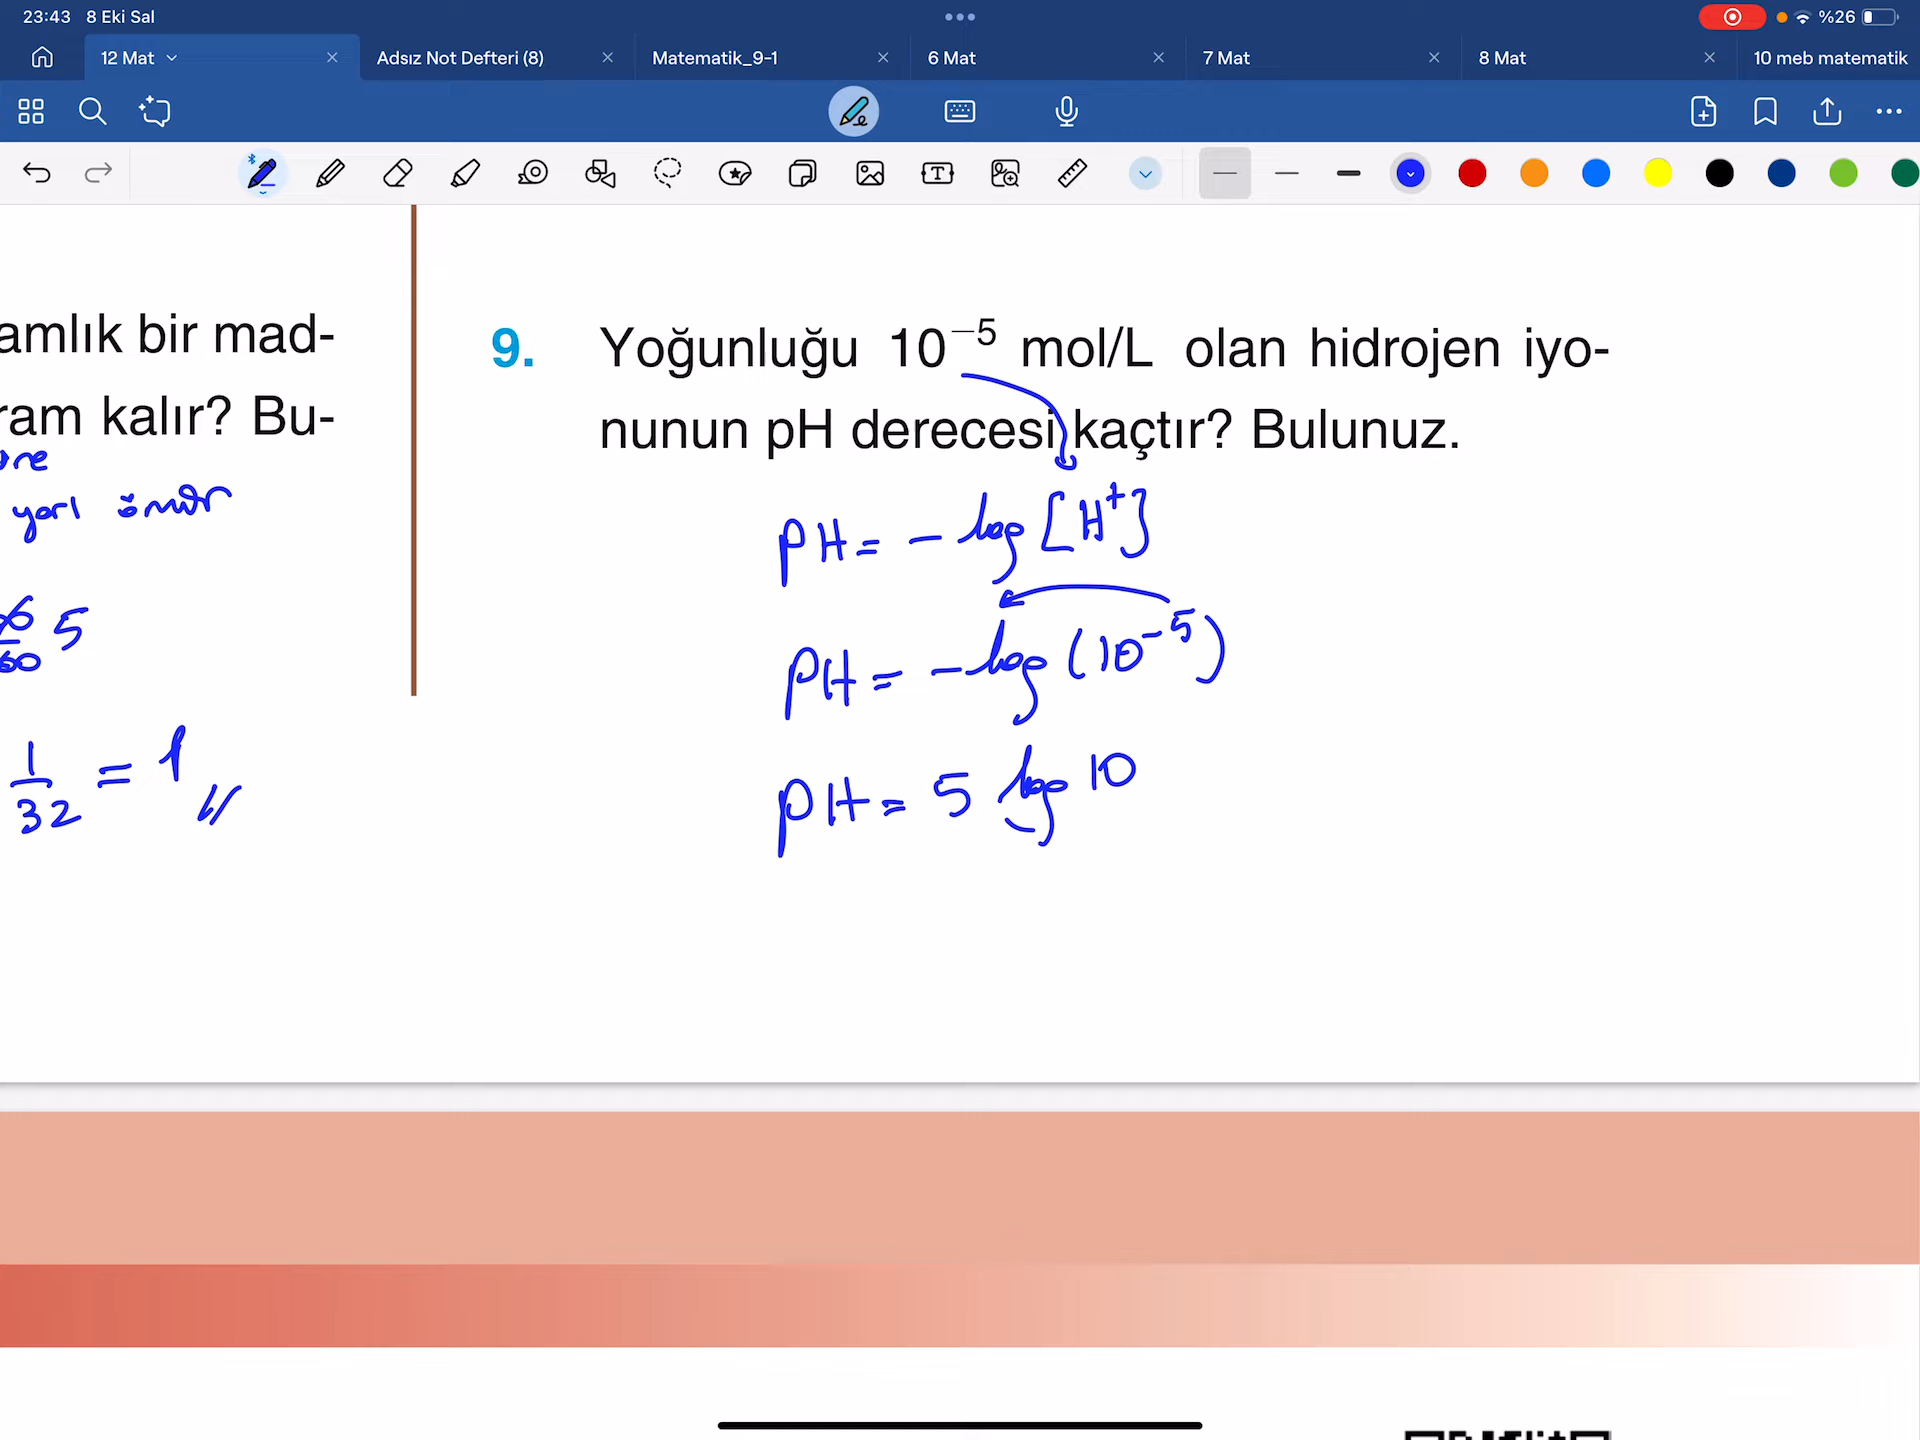 23:43 8 Eki Sal
%26
12 Mat
Adsız Not Defteri (8)
Matematik_9-1
6 Mat
7 Mat
8 Mat
10 meb matematik
amlık bir mad-
ram kalır? Bu-
yarı ömür
5
60
1/32 = 1
9. Yoğunluğu 10⁻⁵ mol/L olan hidrojen iyo-
nunun pH derecesi kaçtır? Bulunuz.
PH = - log [H⁺]
PH = - log (10⁻⁵)
PH = 5 log 10